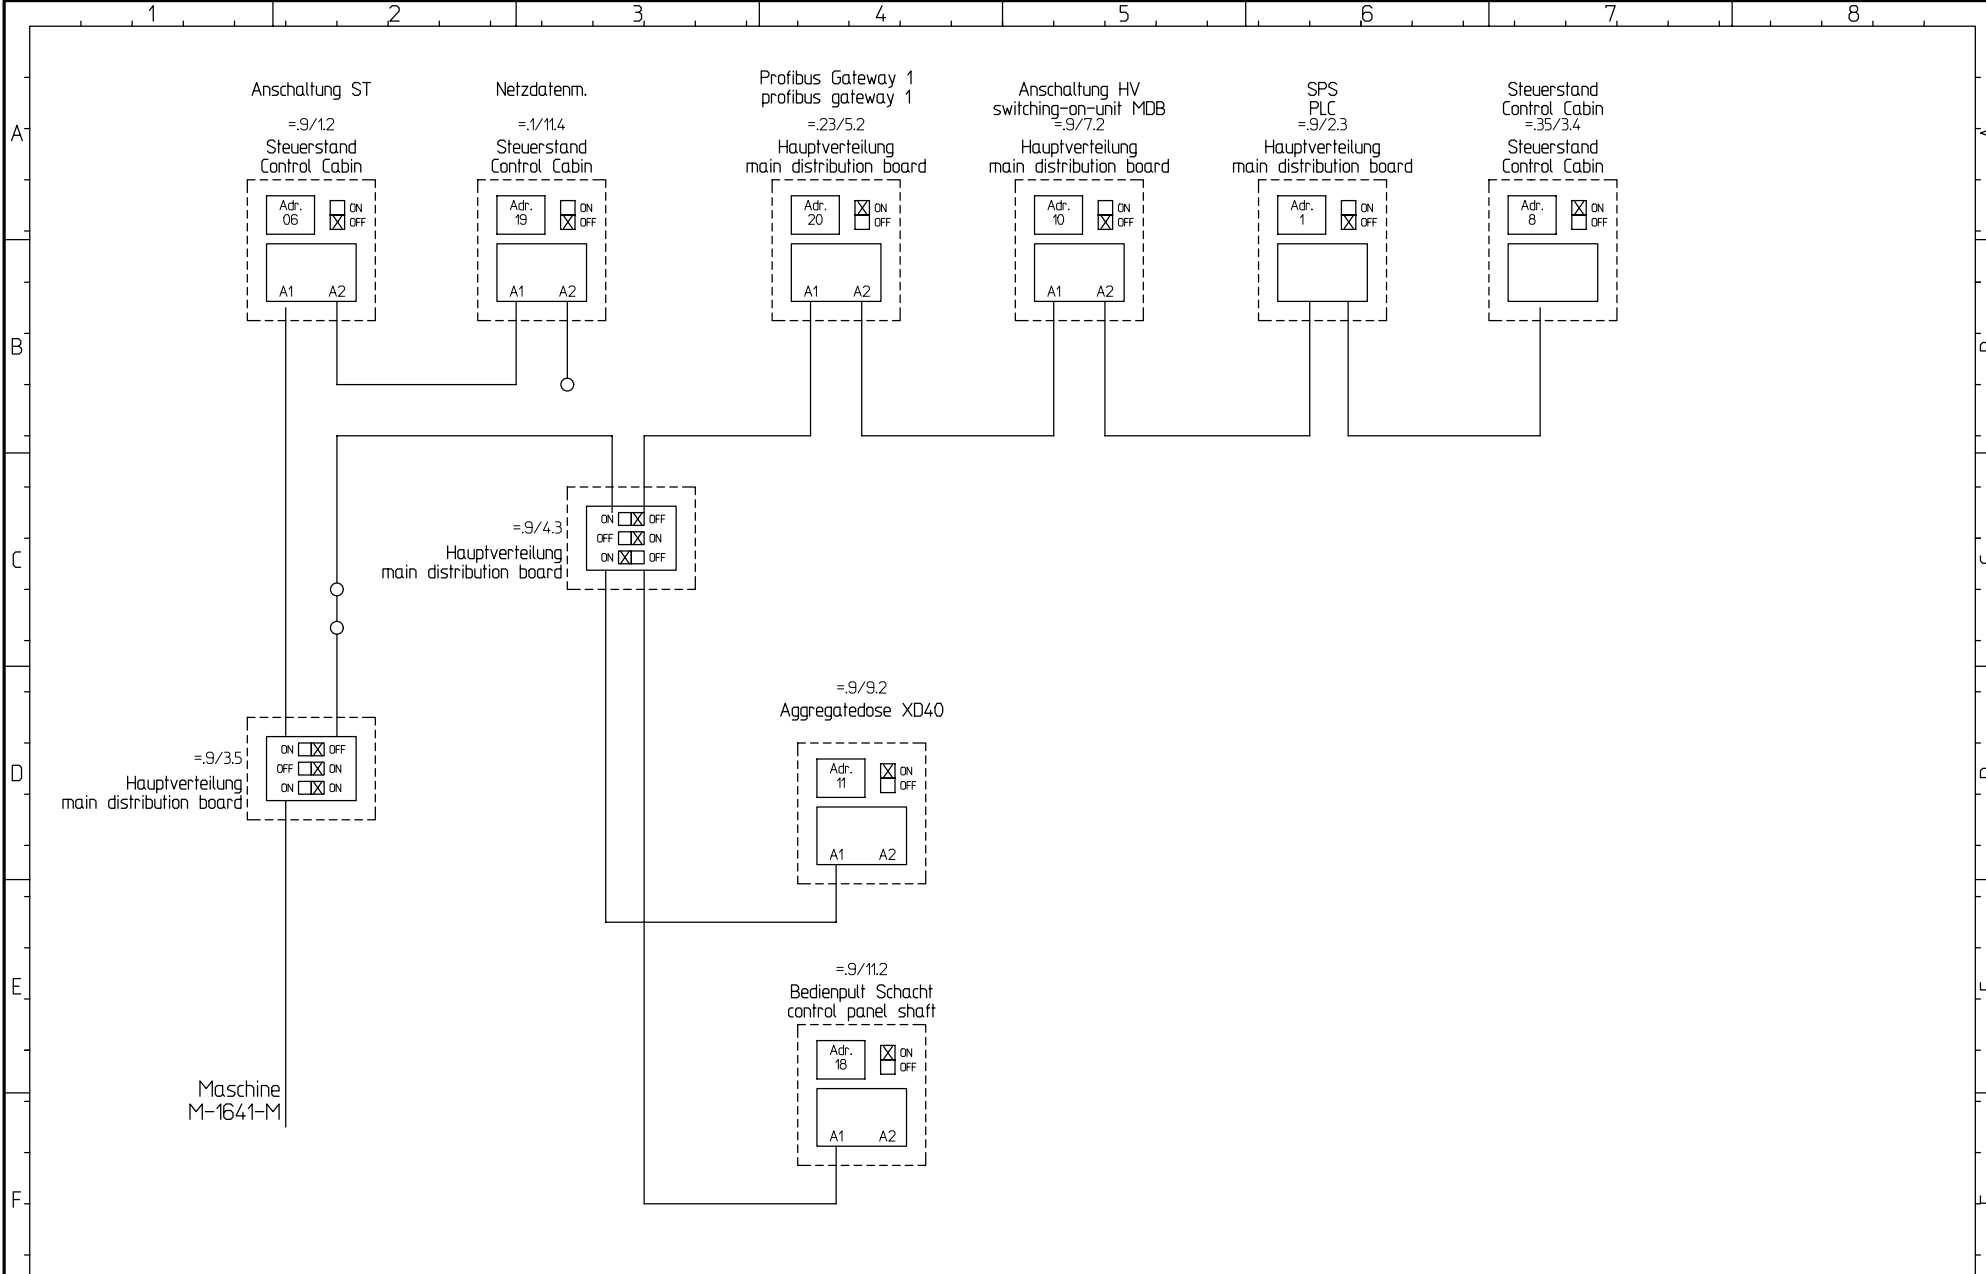 1 2 3 4 5 6 7 8
A
B
C
D
E
F
Anschaltung ST
=.9/1.2
Steuerstand
Control Cabin
Adr.
06
ON
OFF
A1 A2
Netzdatenm.
=.1/11.4
Steuerstand
Control Cabin
Adr.
19
ON
OFF
A1 A2
Profibus Gateway 1
profibus gateway 1
=.23/5.2
Hauptverteilung
main distribution board
Adr.
20
ON
OFF
A1 A2
Anschaltung HV
switching-on-unit MDB
=.9/7.2
Hauptverteilung
main distribution board
Adr.
10
ON
OFF
A1 A2
SPS
PLC
=.9/2.3
Hauptverteilung
main distribution board
Adr.
1
ON
OFF
Steuerstand
Control Cabin
=.35/3.4
Steuerstand
Control Cabin
Adr.
8
ON
OFF
=.9/4.3
Hauptverteilung
main distribution board
ON OFF
OFF ON
ON OFF
=.9/3.5
Hauptverteilung
main distribution board
ON OFF
OFF ON
ON ON
=.9/9.2
Aggregatedose XD40
Adr.
11
ON
OFF
A1 A2
=.9/11.2
Bedienpult Schacht
control panel shaft
Adr.
18
ON
OFF
A1 A2
Maschine
M-1641-M